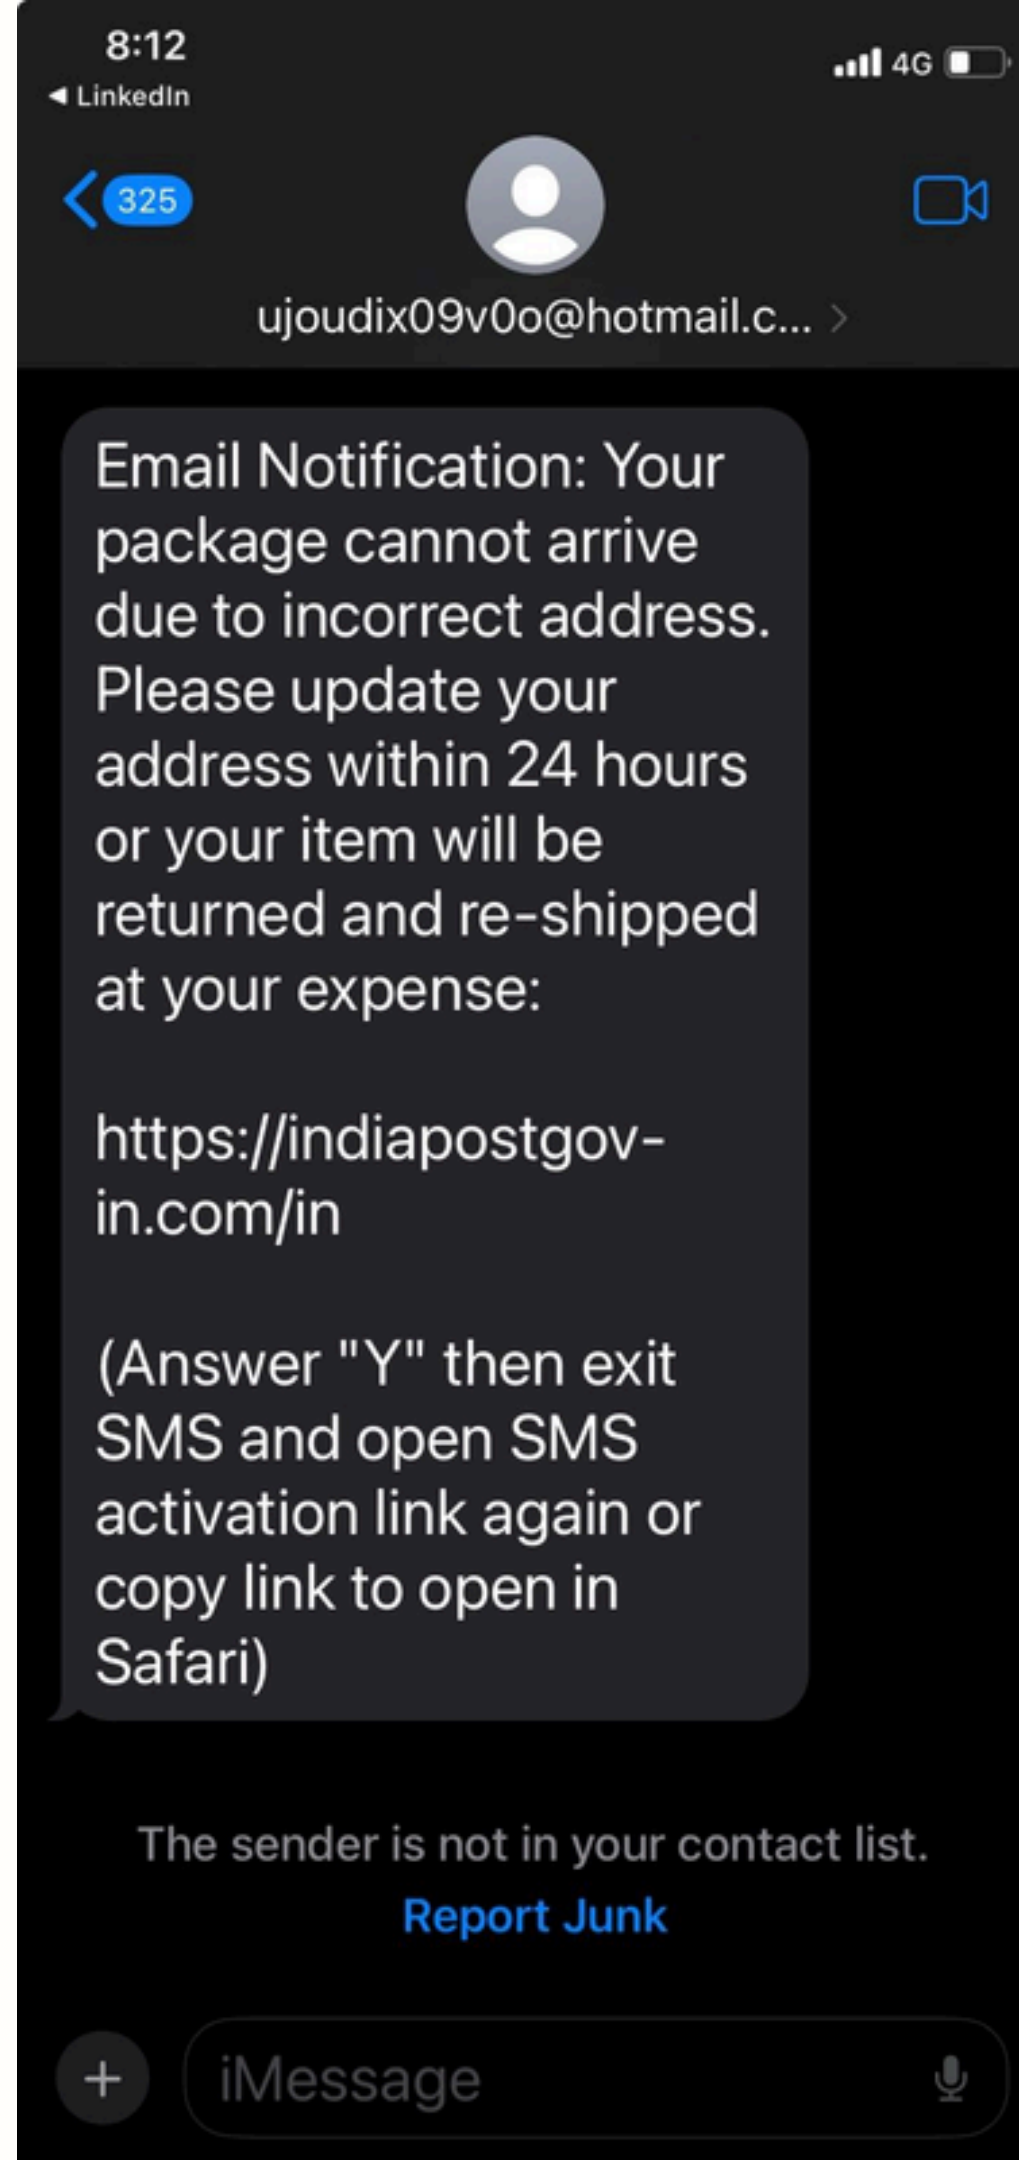 8:12
4G
◀ LinkedIn
325
ujoudix09v0o@hotmail.c... >
Email Notification: Your
package cannot arrive
due to incorrect address.
Please update your
address within 24 hours
or your item will be
returned and re-shipped
at your expense:
https://indiapostgov-
in.com/in
(Answer "Y" then exit
SMS and open SMS
activation link again or
copy link to open in
Safari)
The sender is not in your contact list.
Report Junk
iMessage